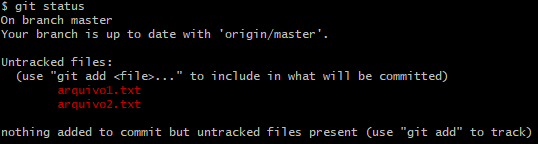 $ git status
On branch master
Your branch is up to date with 'origin/master'.
Untracked files:
(use "git add <file>..." to include in what will be committed)
arquivo1.txt
arquivo2.txt
nothing added to commit but untracked files present (use "git add" to track)